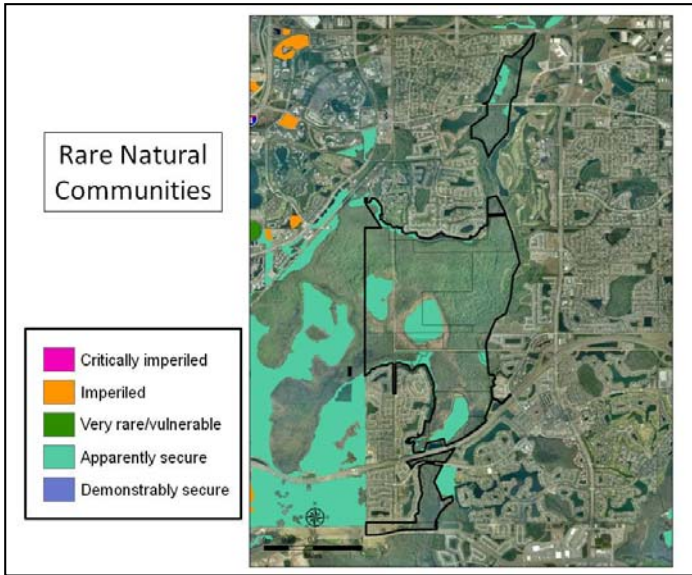 Rare Natural
Communities
Critically imperiled
Imperiled
Very rare/vulnerable
Apparently secure
Demonstrably secure